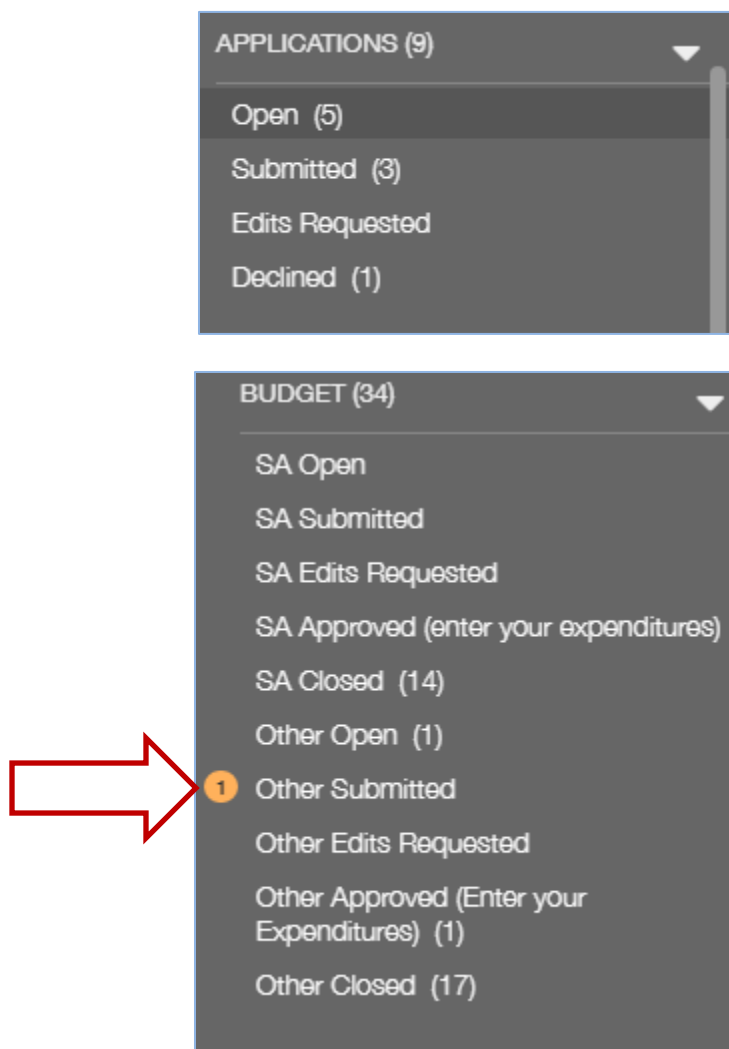 APPLICATIONS (9)
Open (5)
Submitted (3)
Edits Requested
Declined (1)
BUDGET (34)
SA Open
SA Submitted
SA Edits Requested
SA Approved (enter your expenditures)
SA Closed (14)
Other Open (1)
1 Other Submitted
Other Edits Requested
Other Approved (Enter your
Expenditures) (1)
Other Closed (17)